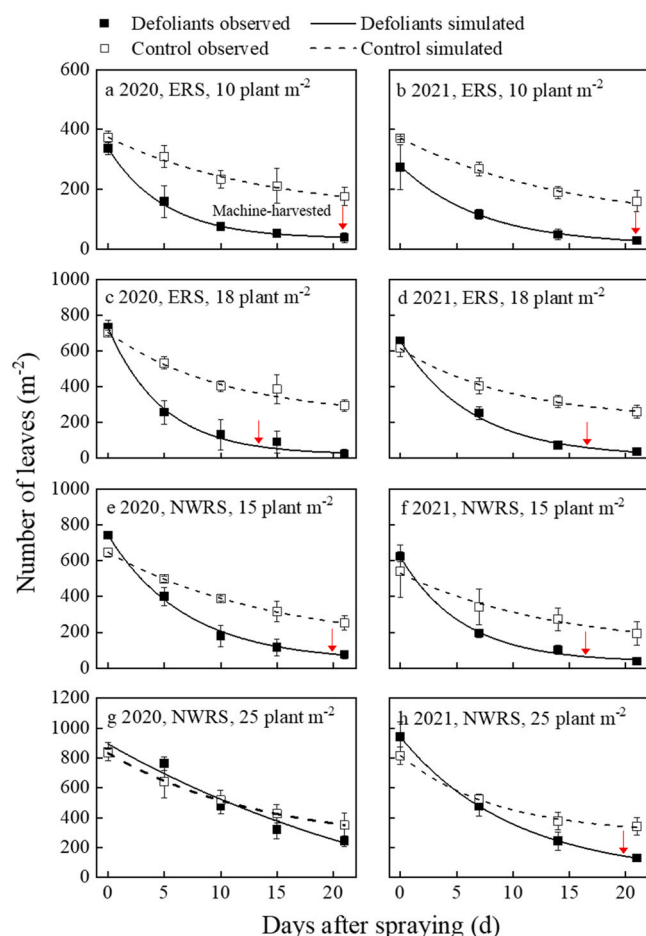 Defoliants observed Defoliants simulated
Control observed Control simulated
600
400
200
0
a 2020, ERS, 10 plant m⁻²
Machine-harvested
b 2021, ERS, 10 plant m⁻²
1000
800
600
400
200
0
c 2020, ERS, 18 plant m⁻²
d 2021, ERS, 18 plant m⁻²
1000
800
600
400
200
0
e 2020, NWRS, 15 plant m⁻²
f 2021, NWRS, 15 plant m⁻²
1200
1000
800
600
400
200
0
g 2020, NWRS, 25 plant m⁻²
h 2021, NWRS, 25 plant m⁻²
0 5 10 15 20 0 5 10 15 20
Number of leaves (m⁻²)
Days after spraying (d)